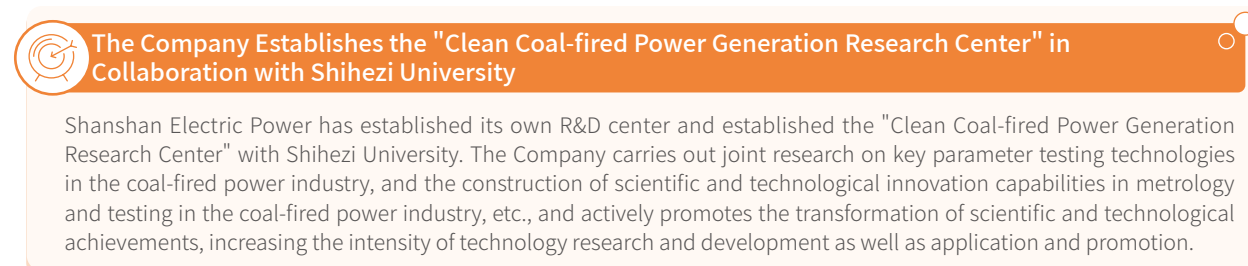 The Company Establishes the "Clean Coal-fired Power Generation Research Center" in
Collaboration with Shihezi University
Shanshan Electric Power has established its own R&D center and established the "Clean Coal-fired Power Generation
Research Center" with Shihezi University. The Company carries out joint research on key parameter testing technologies
in the coal-fired power industry, and the construction of scientific and technological innovation capabilities in metrology
and testing in the coal-fired power industry, etc., and actively promotes the transformation of scientific and technological
achievements, increasing the intensity of technology research and development as well as application and promotion.